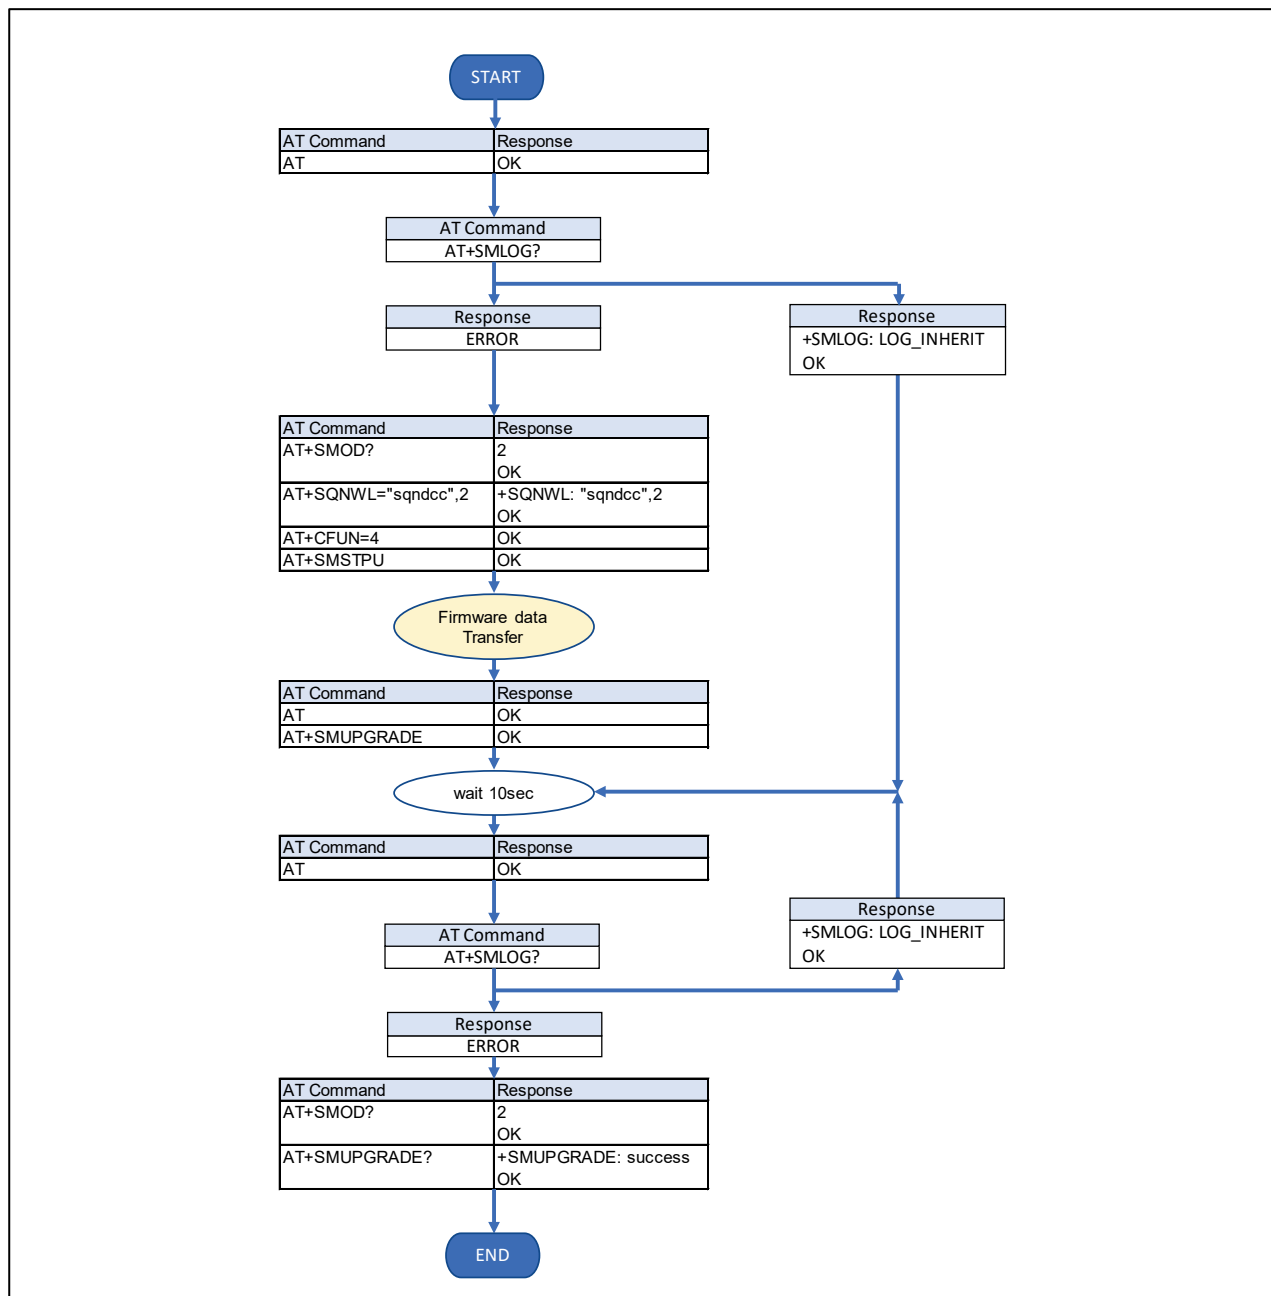 START
AT Command Response
AT OK
AT Command
AT+SMLOG?
Response
ERROR
Response
+SMLOG: LOG_INHERIT
OK
AT Command Response
AT+SMOD? 2
OK
AT+SQNWL="sqndcc",2 +SQNWL: "sqndcc",2
OK
AT+CFUN=4 OK
AT+SMSTPU OK
Firmware data
Transfer
AT Command Response
AT OK
AT+SMUPGRADE OK
wait 10sec
AT Command Response
AT OK
AT Command
AT+SMLOG?
Response
+SMLOG: LOG_INHERIT
OK
Response
ERROR
AT Command Response
AT+SMOD? 2
OK
AT+SMUPGRADE? +SMUPGRADE: success
OK
END